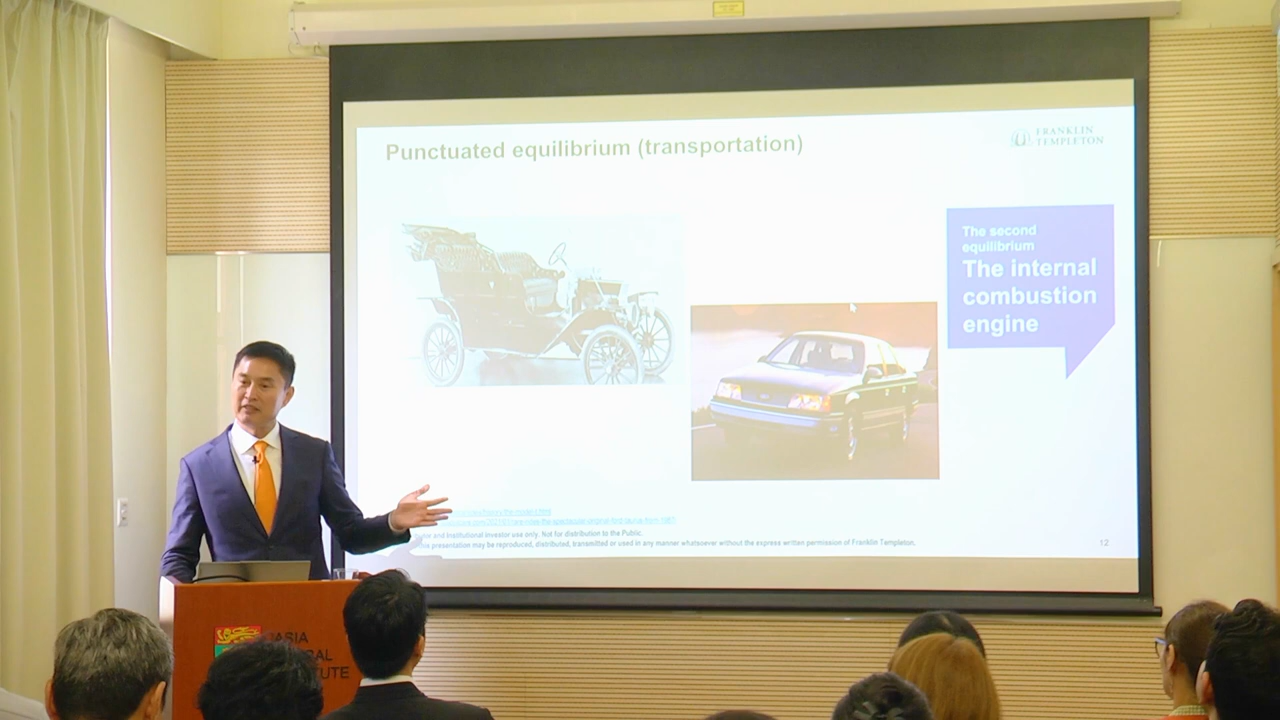 Punctuated equilibrium (transportation)
FRANKLIN
TEMPLETON
The second
equilibrium
The internal
combustion
engine
and Institutional Investor use only. Not for distribution to the Public.
this presentation may be reproduced, distributed, transmitted or used in any manner whatsoever without the express written permission of Franklin Templeton.
12
ASIA